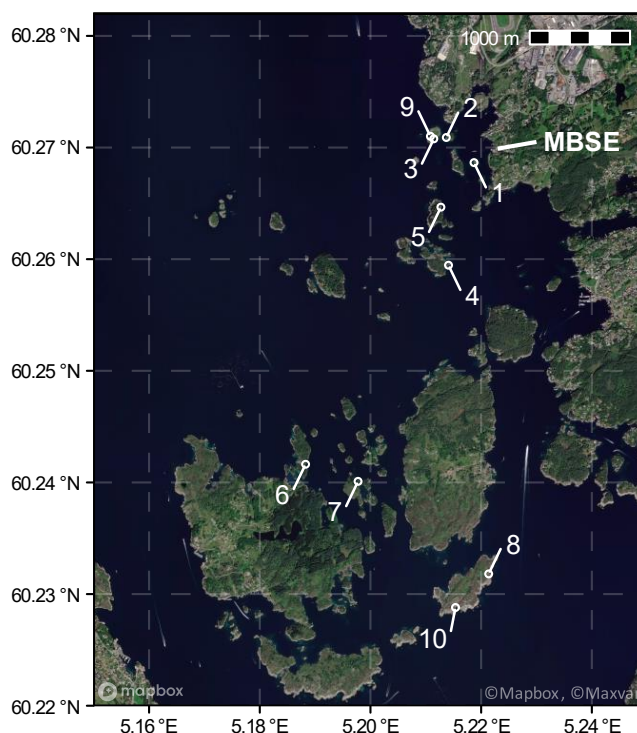 60.28 °N
1000 m
9
2
60.27 °N
MBSE
3
1
5
60.26 °N
4
60.25 °N
60.24 °N
6
7
8
60.23 °N
10
mapbox
©Mapbox, ©Maxvar
60.22 °N
5.16 °E 5.18 °E 5.20 °E 5.22 °E 5.24 °E